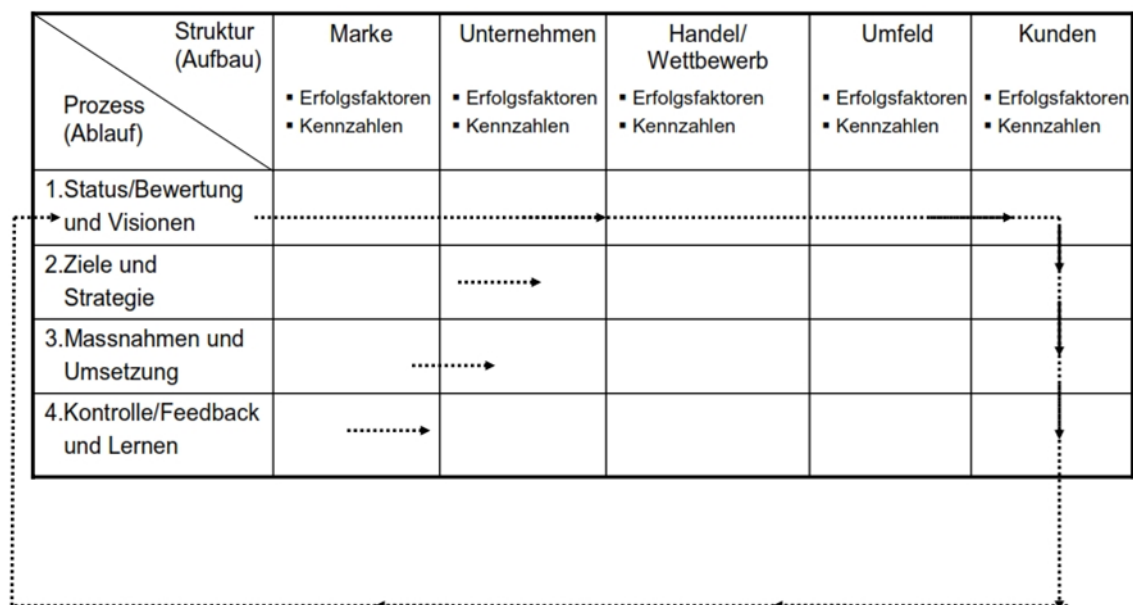 Struktur
(Aufbau)
Prozess
(Ablauf)
Marke
▪ Erfolgsfaktoren
▪ Kennzahlen
Unternehmen
▪ Erfolgsfaktoren
▪ Kennzahlen
Handel/
Wettbewerb
▪ Erfolgsfaktoren
▪ Kennzahlen
Umfeld
▪ Erfolgsfaktoren
▪ Kennzahlen
Kunden
▪ Erfolgsfaktoren
▪ Kennzahlen
1.Status/Bewertung
und Visionen
2.Ziele und
Strategie
3.Massnahmen und
Umsetzung
4.Kontrolle/Feedback
und Lernen